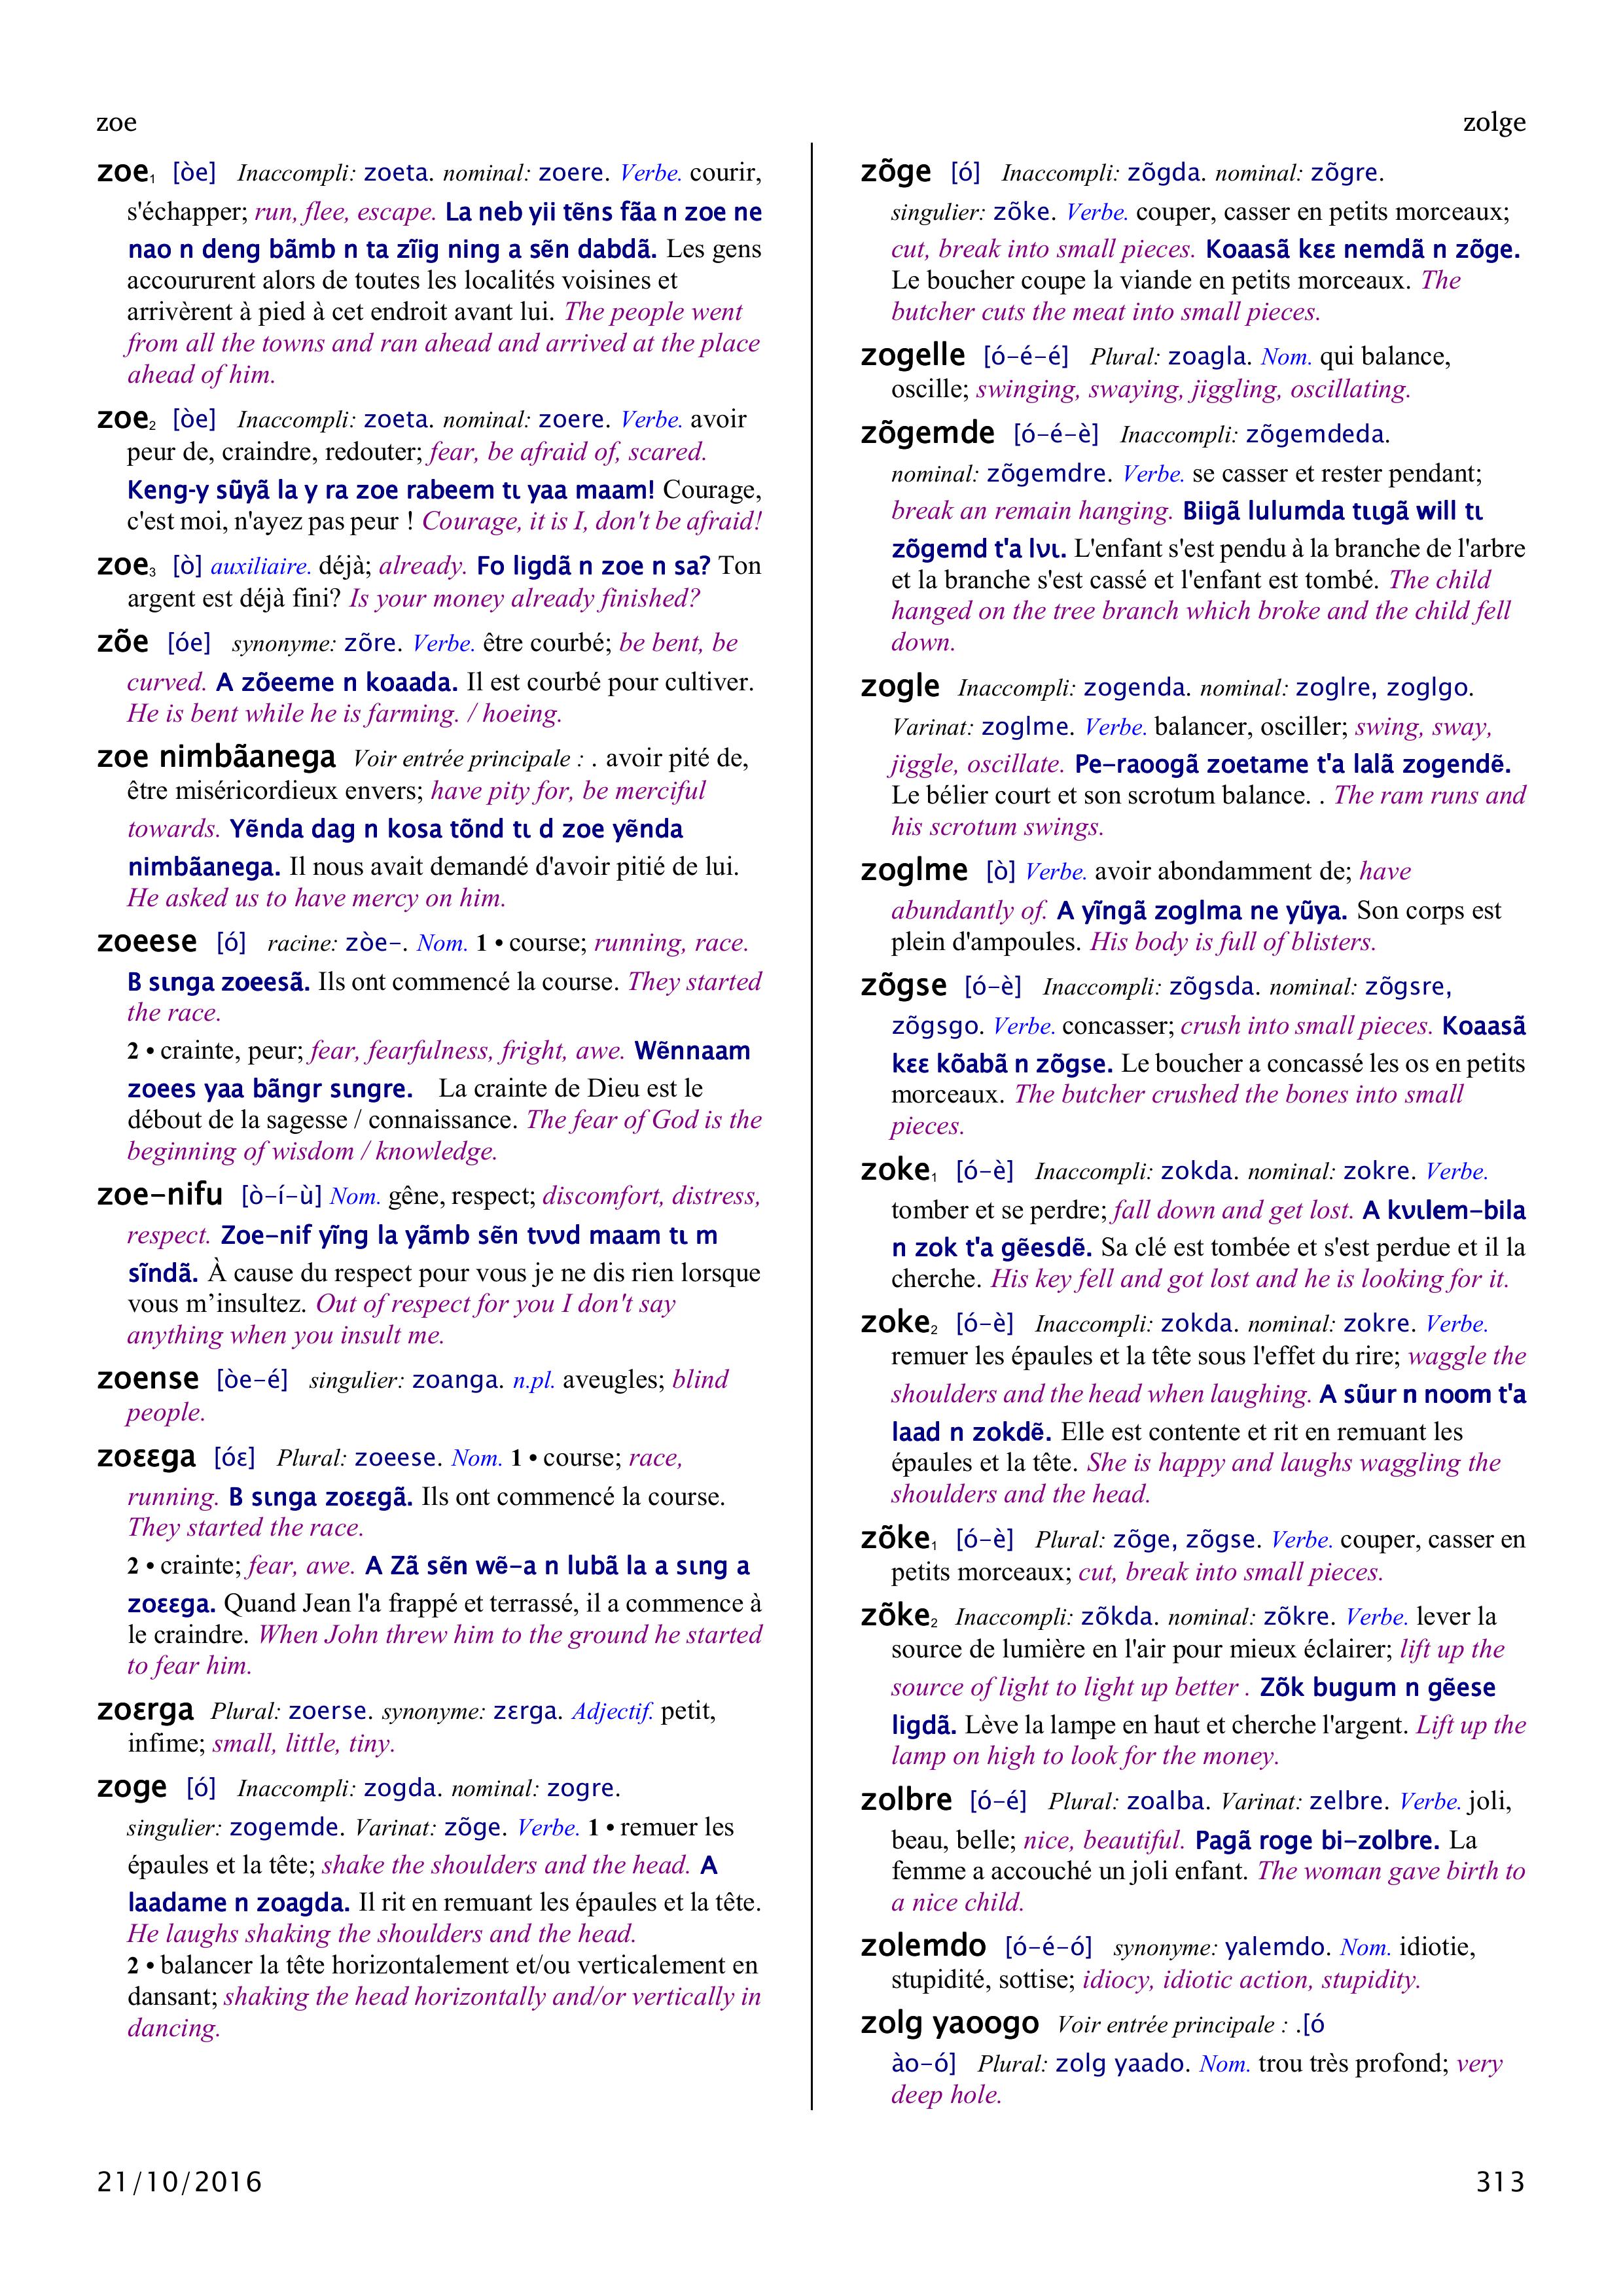 zoe
zolge
zoe₁ [òe] Inaccompli: zoeta. nominal: zoere. Verbe. courir,
s'échapper; run, flee, escape. La neb yii tẽns fãa n zoe ne
nao n deng bãmb n ta zĩig ning a sẽn dabdã. Les gens
accoururent alors de toutes les localités voisines et
arrivèrent à pied à cet endroit avant lui. The people went
from all the towns and ran ahead and arrived at the place
ahead of him.
zoe₂ [òe] Inaccompli: zoeta. nominal: zoere. Verbe. avoir
peur de, craindre, redouter; fear, be afraid of, scared.
Keng-y sũyã la y ra zoe rabeem tɩ yaa maam! Courage,
c'est moi, n'ayez pas peur ! Courage, it is I, don't be afraid!
zoe₃ [ò] auxiliaire. déjà; already. Fo ligdã n zoe n sa? Ton
argent est déjà fini? Is your money already finished?
zõe [óe] synonyme: zõre. Verbe. être courbé; be bent, be
curved. A zõeeme n koaada. Il est courbé pour cultiver.
He is bent while he is farming. / hoeing.
zoe nimbãanega Voir entrée principale : . avoir pité de,
être miséricordieux envers; have pity for, be merciful
towards. Yẽnda dag n kosa tõnd tɩ d zoe yẽnda
nimbãanega. Il nous avait demandé d'avoir pitié de lui.
He asked us to have mercy on him.
zoeese [ó] racine: zòe–. Nom. 1 • course; running, race.
B sɩnga zoeesã. Ils ont commencé la course. They started
the race.
2 • crainte, peur; fear, fearfulness, fright, awe. Wẽnnaam
zoees yaa bãngr sɩngre. La crainte de Dieu est le
débout de la sagesse / connaissance. The fear of God is the
beginning of wisdom / knowledge.
zoe–nifu [ò–í–ù] Nom. gêne, respect; discomfort, distress,
respect. Zoe–nif yĩng la yãmb sẽn tʋʋd maam tɩ m
sĩndã. À cause du respect pour vous je ne dis rien lorsque
vous m’insultez. Out of respect for you I don't say
anything when you insult me.
zoense [òe–é] singulier: zoanga. n.pl. aveugles; blind
people.
zoɛɛga [óɛ] Plural: zoeese. Nom. 1 • course; race,
running. B sɩnga zoɛɛgã. Ils ont commencé la course.
They started the race.
2 • crainte; fear, awe. A Zã sẽn wẽ–a n lubã la a sɩng a
zoɛɛga. Quand Jean l'a frappé et terrassé, il a commence à
le craindre. When John threw him to the ground he started
to fear him.
zoɛrga Plural: zoerse. synonyme: zɛrga. Adjectif. petit,
infime; small, little, tiny.
zoge [ó] Inaccompli: zogda. nominal: zogre.
singulier: zogemde. Varinat: zõge. Verbe. 1 • remuer les
épaules et la tête; shake the shoulders and the head. A
laadame n zoagda. Il rit en remuant les épaules et la tête.
He laughs shaking the shoulders and the head.
2 • balancer la tête horizontalement et/ou verticalement en
dansant; shaking the head horizontally and/or vertically in
dancing.
zõge [ó] Inaccompli: zõgda. nominal: zõgre.
singulier: zõke. Verbe. couper, casser en petits morceaux;
cut, break into small pieces. Koaasã kɛɛ nemdã n zõge.
Le boucher coupe la viande en petits morceaux. The
butcher cuts the meat into small pieces.
zogelle [ó–é–é] Plural: zoagla. Nom. qui balance,
oscille; swinging, swaying, jiggling, oscillating.
zõgemde [ó–é–è] Inaccompli: zõgemdeda.
nominal: zõgemdre. Verbe. se casser et rester pendant;
break an remain hanging. Biigã lulumda tɩɩgã will tɩ
zõgemd t'a lʋɩ. L'enfant s'est pendu à la branche de l'arbre
et la branche s'est cassé et l'enfant est tombé. The child
hanged on the tree branch which broke and the child fell
down.
zogle Inaccompli: zogenda. nominal: zoglre, zoglgo.
Varinat: zoglme. Verbe. balancer, osciller; swing, sway,
jiggle, oscillate. Pe–raoogã zoetame t'a lalã zogendẽ.
Le bélier court et son scrotum balance. . The ram runs and
his scrotum swings.
zoglme [ò] Verbe. avoir abondamment de; have
abundantly of. A yĩngã zoglma ne yũya. Son corps est
plein d'ampoules. His body is full of blisters.
zõgse [ó–è] Inaccompli: zõgsda. nominal: zõgsre,
zõgsgo. Verbe. concasser; crush into small pieces. Koaasã
kɛɛ kõabã n zõgse. Le boucher a concassé les os en petits
morceaux. The butcher crushed the bones into small
pieces.
zoke₁ [ó–è] Inaccompli: zokda. nominal: zokre. Verbe.
tomber et se perdre; fall down and get lost. A kʋɩlem–bila
n zok t'a gẽesdẽ. Sa clé est tombée et s'est perdue et il la
cherche. His key fell and got lost and he is looking for it.
zoke₂ [ó–è] Inaccompli: zokda. nominal: zokre. Verbe.
remuer les épaules et la tête sous l'effet du rire; waggle the
shoulders and the head when laughing. A sũur n noom t'a
laad n zokdẽ. Elle est contente et rit en remuant les
épaules et la tête. She is happy and laughs waggling the
shoulders and the head.
zõke₁ [ó–è] Plural: zõge, zõgse. Verbe. couper, casser en
petits morceaux; cut, break into small pieces.
zõke₂ Inaccompli: zõkda. nominal: zõkre. Verbe. lever la
source de lumière en l'air pour mieux éclairer; lift up the
source of light to light up better . Zõk bugum n gẽese
ligdã. Lève la lampe en haut et cherche l'argent. Lift up the
lamp on high to look for the money.
zolbre [ó–é] Plural: zoalba. Varinat: zelbre. Verbe. joli,
beau, belle; nice, beautiful. Pagã roge bi–zolbre. La
femme a accouché un joli enfant. The woman gave birth to
a nice child.
zolemdo [ó–é–ó] synonyme: yalemdo. Nom. idiotie,
stupidité, sottise; idiocy, idiotic action, stupidity.
zolg yaoogo Voir entrée principale : .[ó
ào–ó] Plural: zolg yaado. Nom. trou très profond; very
deep hole.
21/10/2016
313